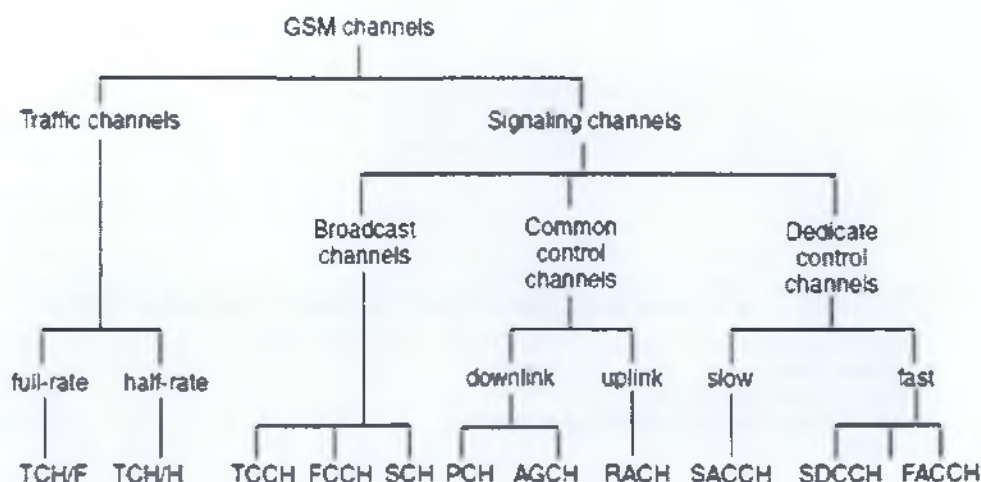 GSM channels
Traffic channels
Signaling channels
Broadcast
channels
Common
control
channels
Dedicate
control
channels
full-rate
half-rate
downlink
uplink
slow
fast
TCH/F
TCH/H
TCCH
FCCH
SCH
PCH
AGCH
RACH
SACCH
SDCCH
FACCH